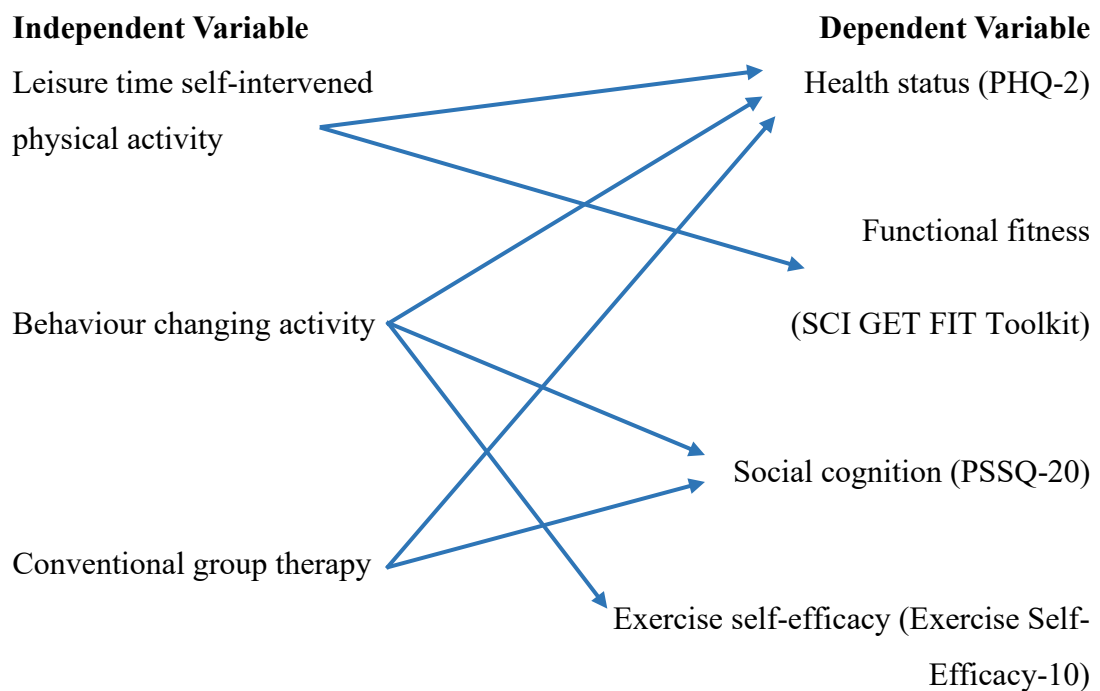 Independent Variable
Dependent Variable
Leisure time self-intervened
physical activity
Health status (PHQ-2)
Functional fitness
Behaviour changing activity
(SCI GET FIT Toolkit)
Social cognition (PSSQ-20)
Conventional group therapy
Exercise self-efficacy (Exercise Self-
Efficacy-10)